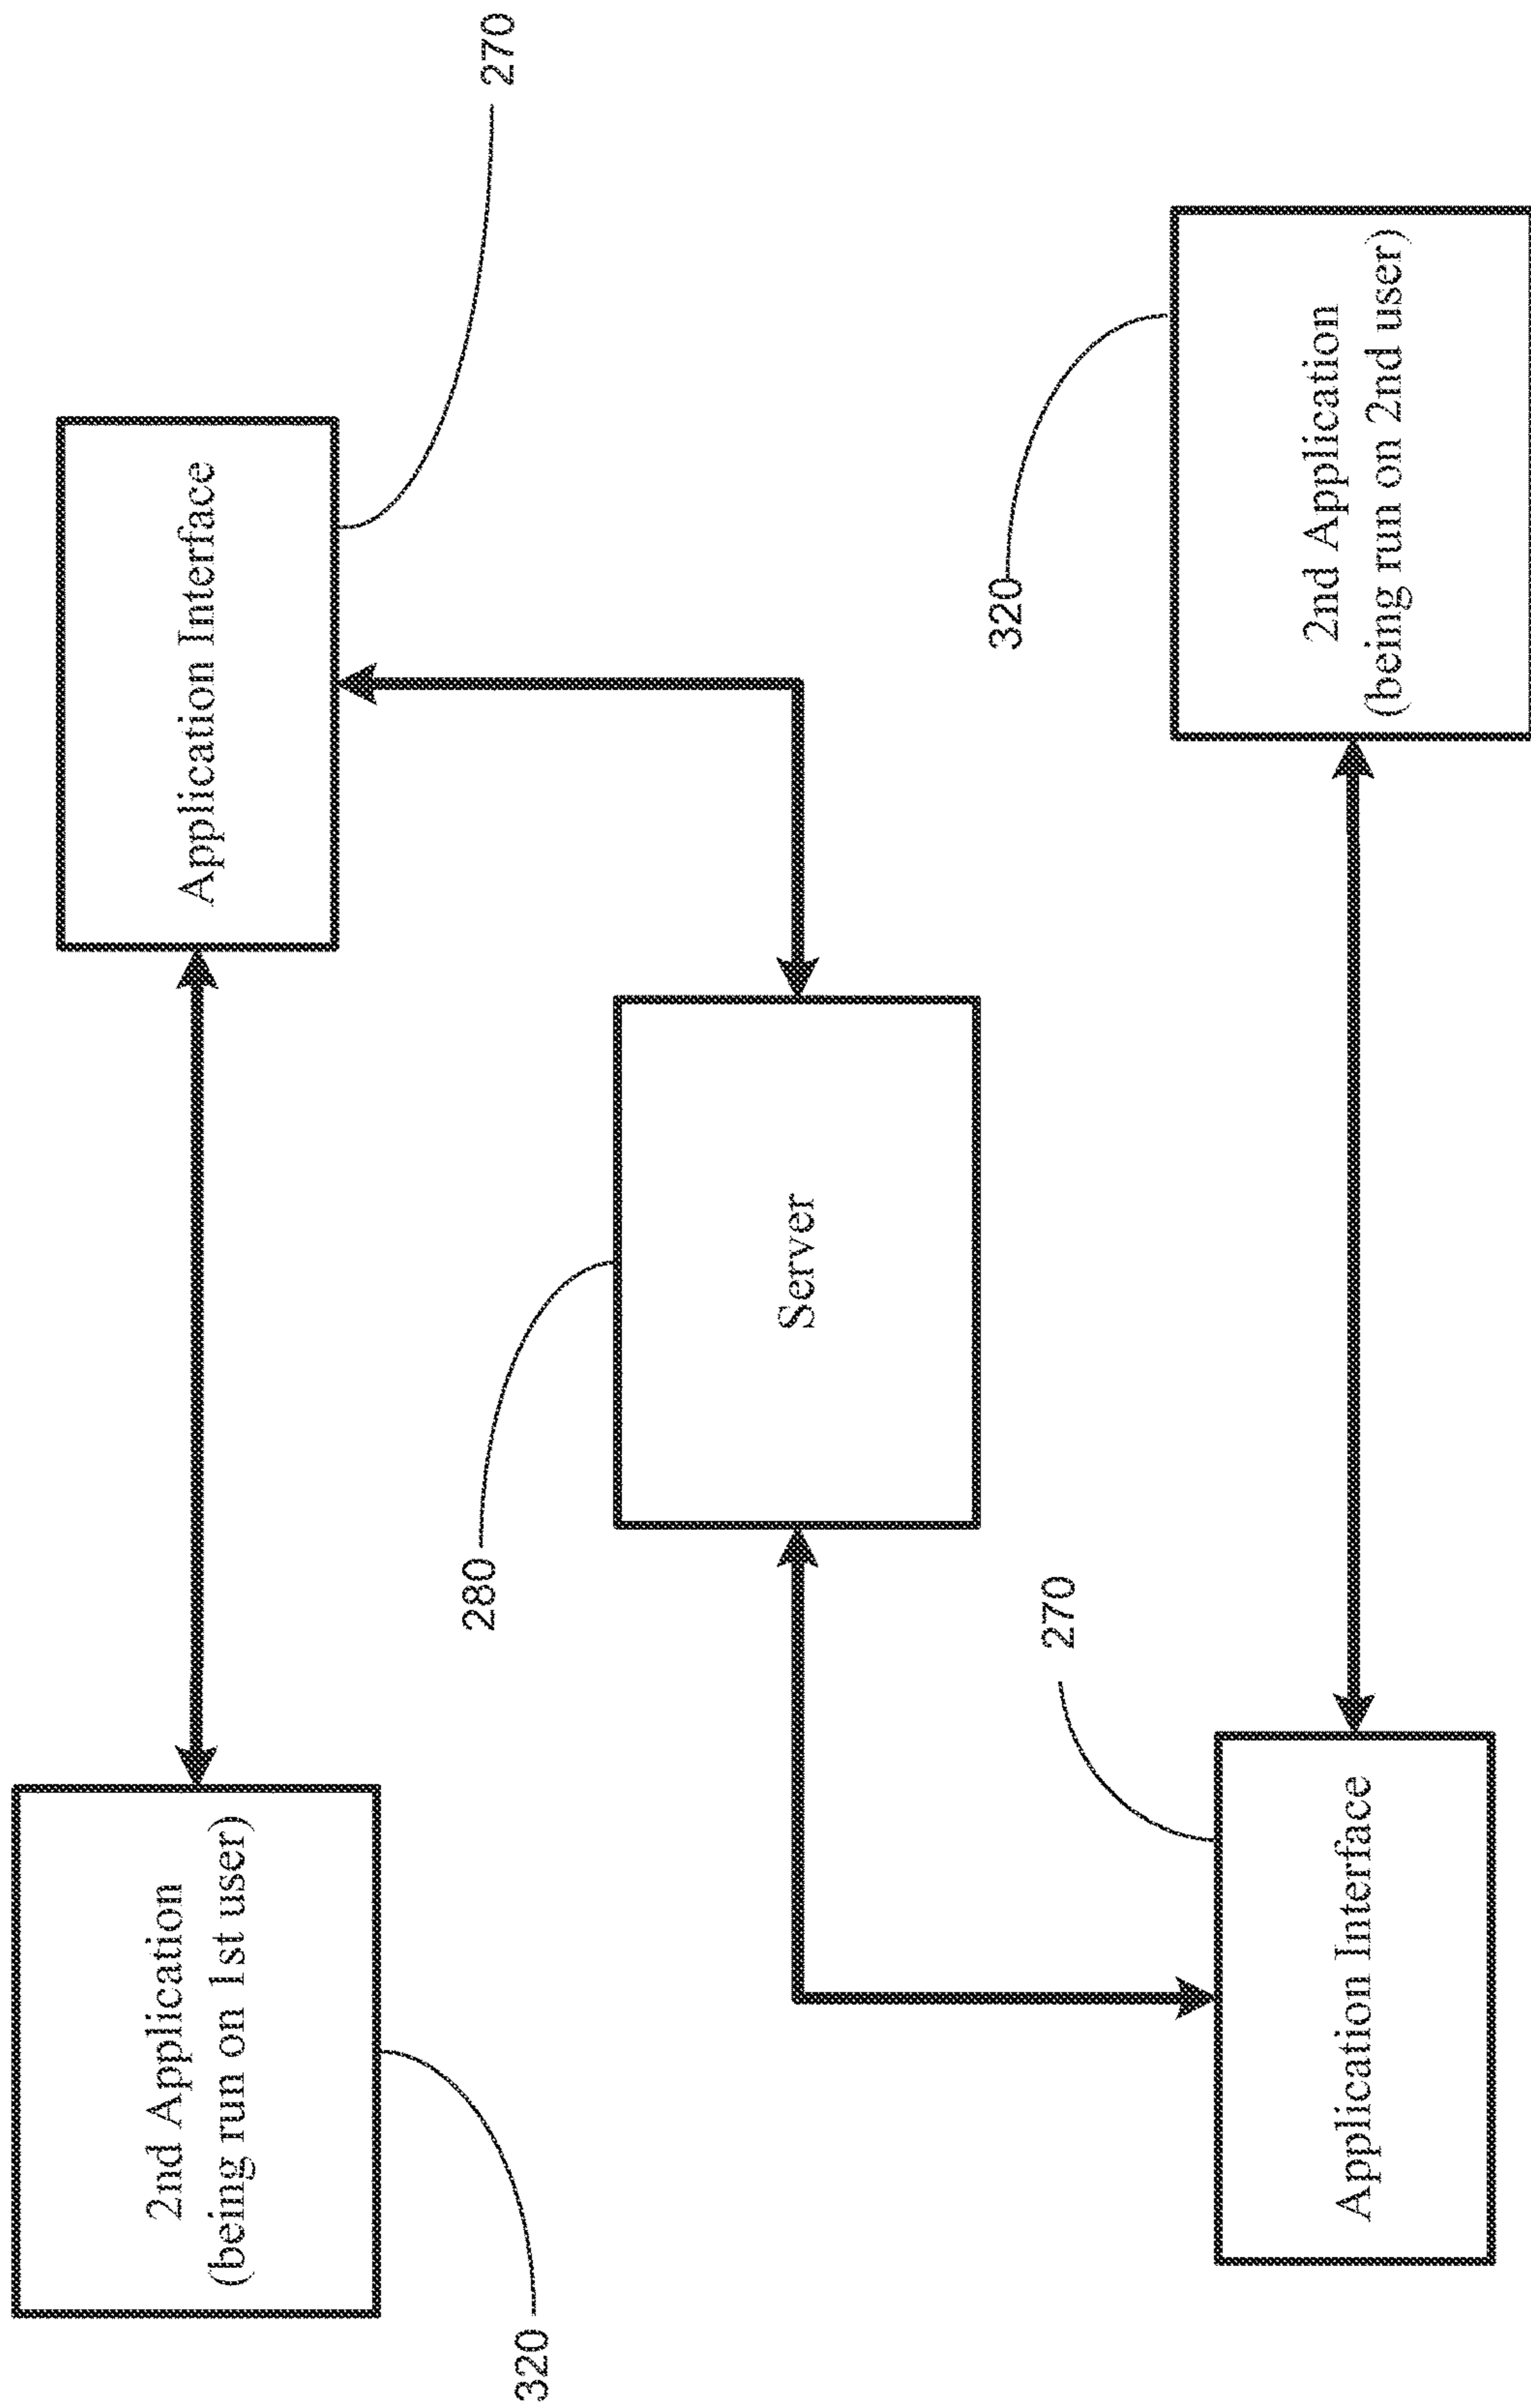 2nd Application
(being run on 1st user)
320
Application Interface
270
280
Server
Application Interface
270
320
2nd Application
(being run on 2nd user)